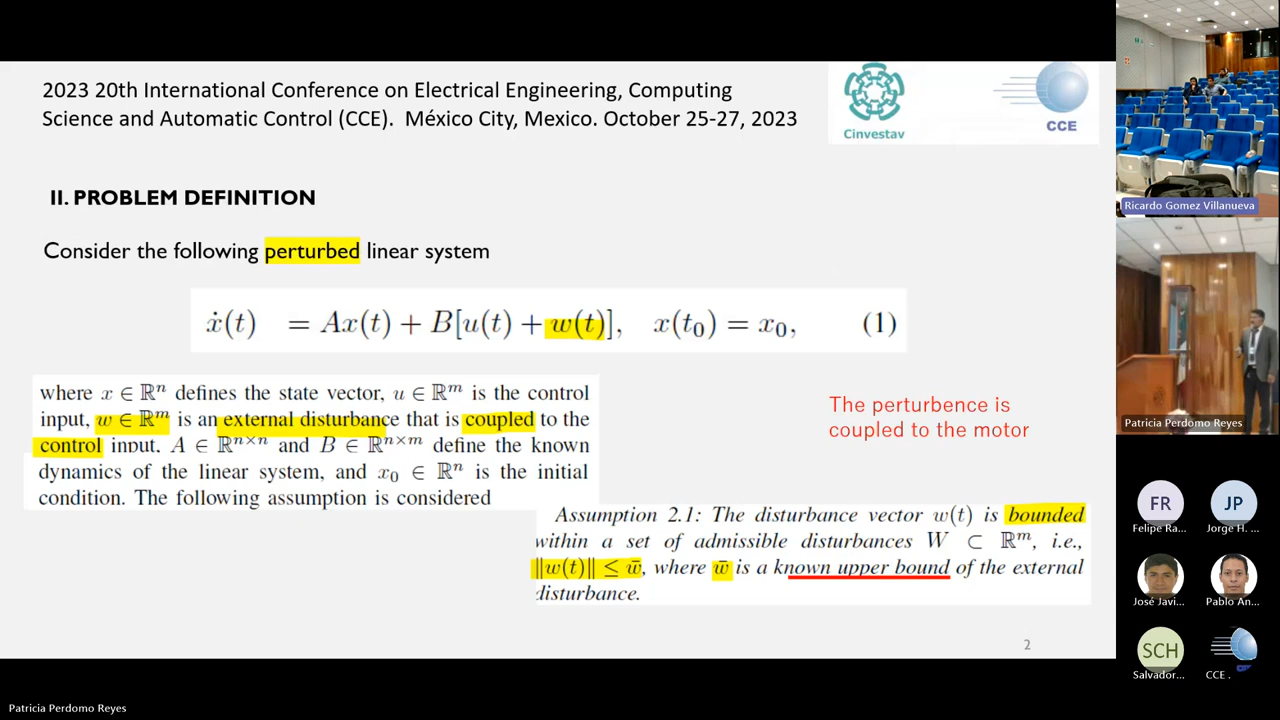 2023 20th International Conference on Electrical Engineering, Computing
Science and Automatic Control (CCE). México City, Mexico. October 25-27, 2023
Cinvestav
CCE
II. PROBLEM DEFINITION
Consider the following perturbed linear system
ẋ(t) = Ax(t) + B[u(t) + w(t)], x(t₀) = x₀, (1)
where x ∈ ℝⁿ defines the state vector, u ∈ ℝᵐ is the control
input, w ∈ ℝᵐ is an external disturbance that is coupled to the
control input. A ∈ ℝⁿˣⁿ and B ∈ ℝⁿˣᵐ define the known
dynamics of the linear system, and x₀ ∈ ℝⁿ is the initial
condition. The following assumption is considered
The perturbence is
coupled to the motor
Assumption 2.1: The disturbance vector w(t) is bounded
within a set of admissible disturbances W ⊂ ℝᵐ, i.e.,
‖w(t)‖ ≤ w̄, where w̄ is a known upper bound of the external
disturbance.
2
Ricardo Gomez Villanueva
Patricia Perdomo Reyes
FR
JP
Felipe Ra...
Jorge H. ...
José Javi...
Pablo An...
SCH
Salvador...
CCE .
Patricia Perdomo Reyes